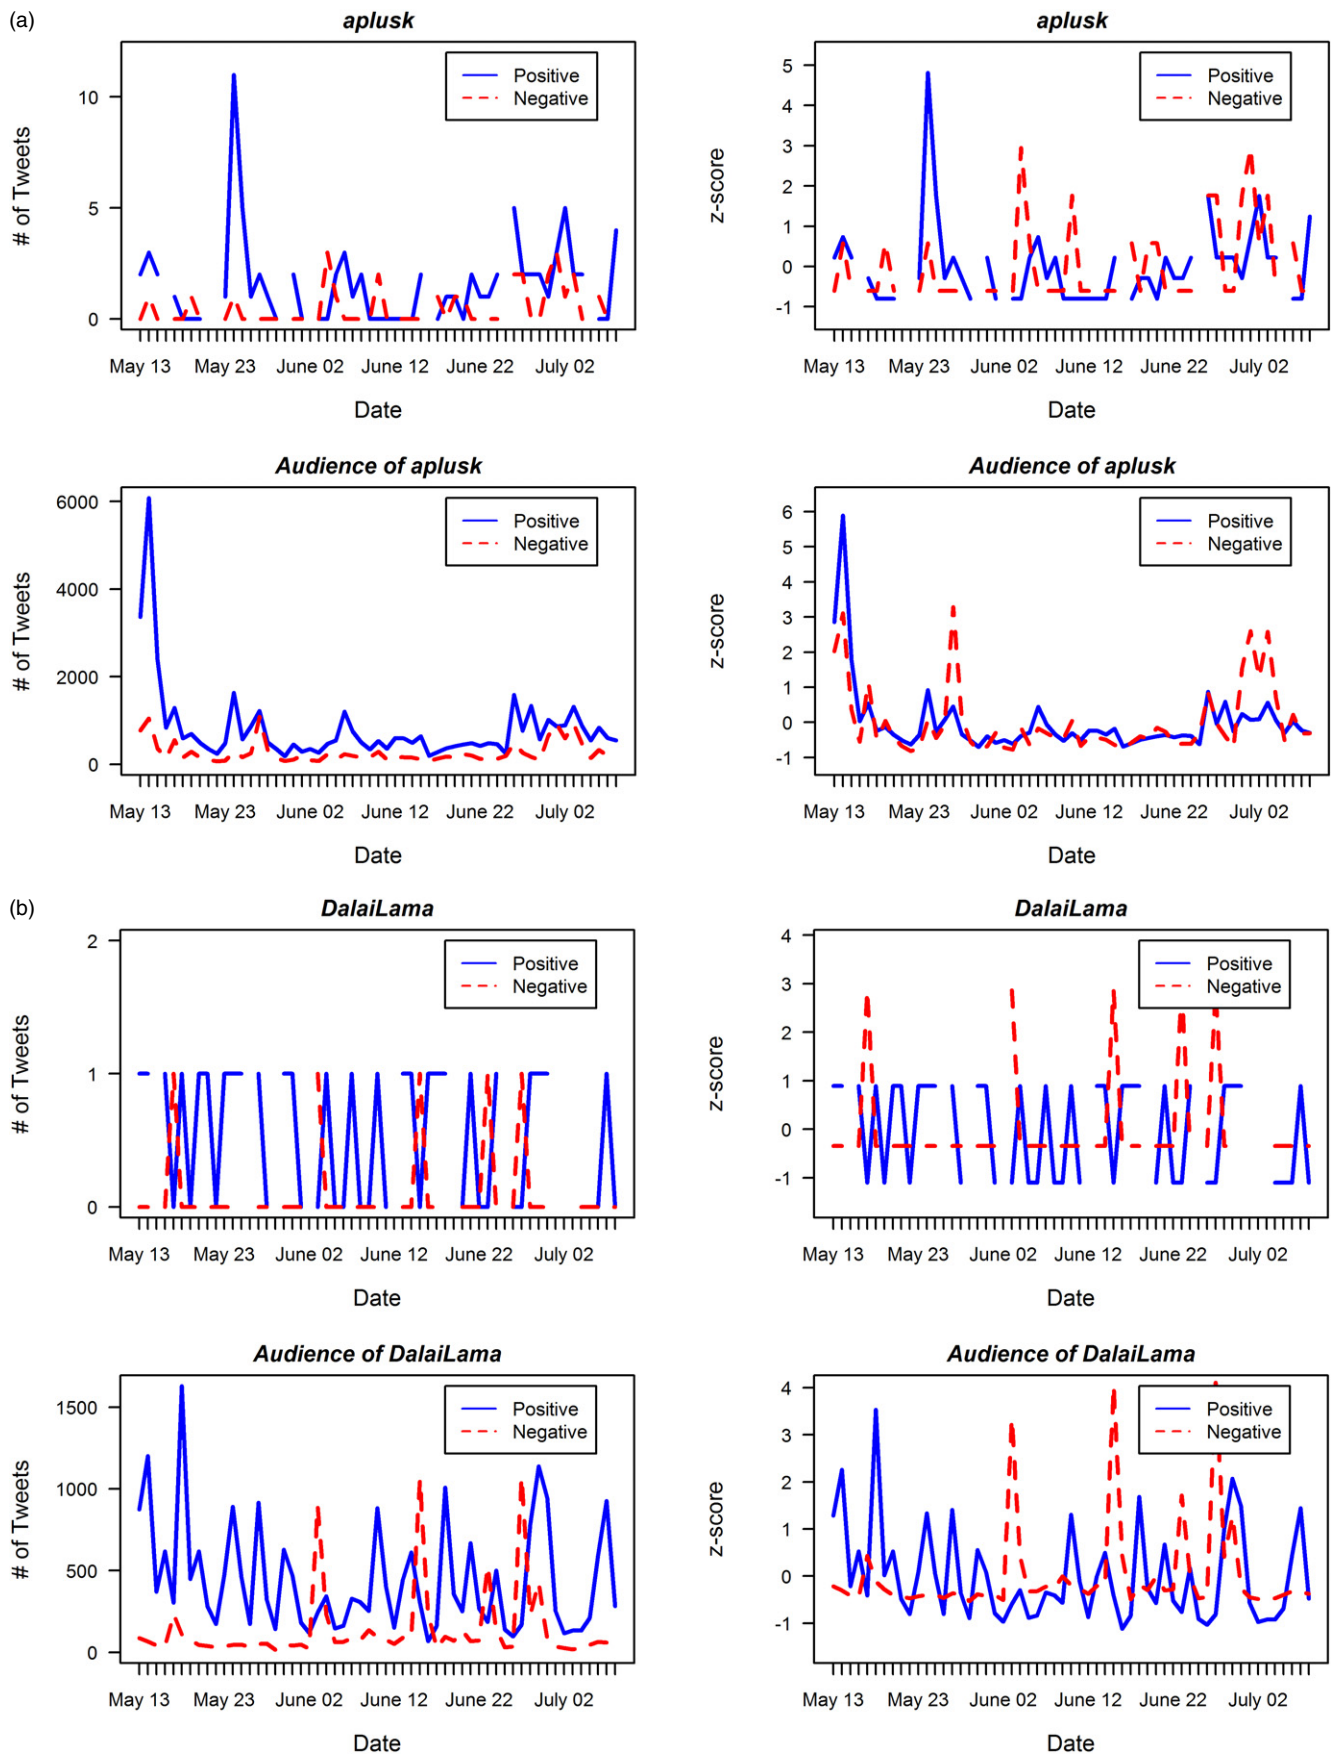 (a)
aplusk
# of Tweets
10
5
0
Positive
Negative
May 13 May 23 June 02 June 12 June 22 July 02
Date
aplusk
z-score
5
4
3
2
1
0
-1
Positive
Negative
May 13 May 23 June 02 June 12 June 22 July 02
Date
Audience of aplusk
# of Tweets
6000
4000
2000
0
Positive
Negative
May 13 May 23 June 02 June 12 June 22 July 02
Date
Audience of aplusk
z-score
6
5
4
3
2
1
0
-1
Positive
Negative
May 13 May 23 June 02 June 12 June 22 July 02
Date
(b)
DalaiLama
# of Tweets
2
1
0
Positive
Negative
May 13 May 23 June 02 June 12 June 22 July 02
Date
DalaiLama
z-score
4
3
2
1
0
-1
Positive
Negative
May 13 May 23 June 02 June 12 June 22 July 02
Date
Audience of DalaiLama
# of Tweets
1500
1000
500
0
Positive
Negative
May 13 May 23 June 02 June 12 June 22 July 02
Date
Audience of DalaiLama
z-score
4
3
2
1
0
-1
Positive
Negative
May 13 May 23 June 02 June 12 June 22 July 02
Date